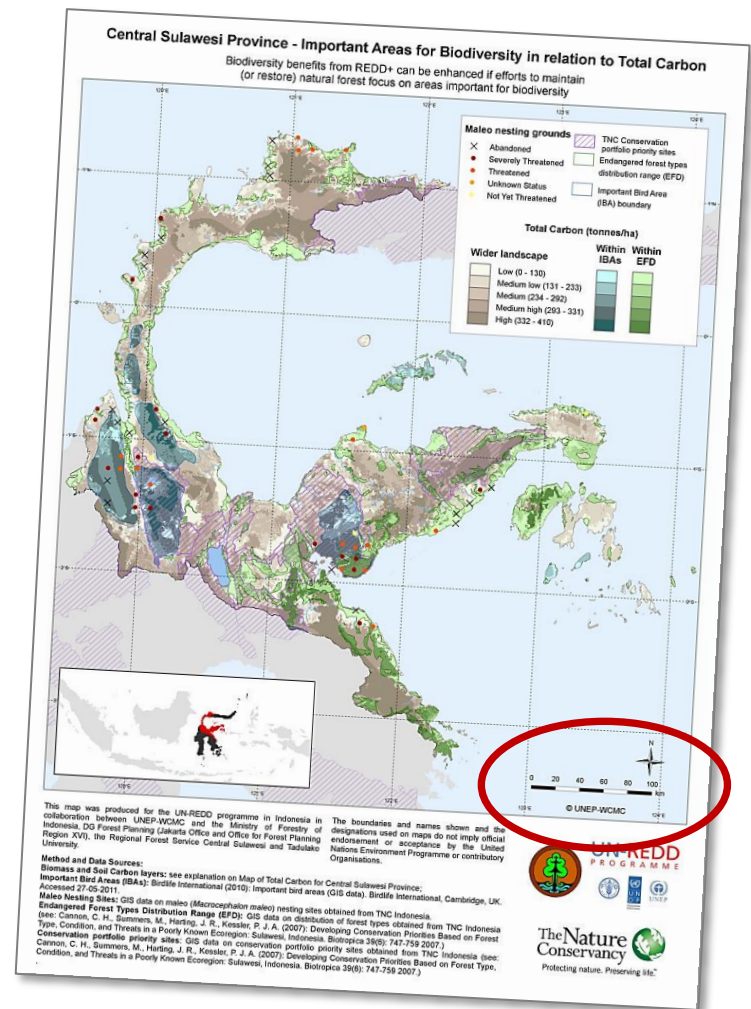 Central Sulawesi Province - Important Areas for Biodiversity in relation to Total Carbon
Biodiversity benefits from REDD+ can be enhanced if efforts to maintain
(or restore) natural forest focus on areas important for biodiversity
Maleo nesting grounds
Abandoned
Severely Threatened
Threatened
Unknown Status
Not Yet Threatened
TNC Conservation
portfolio priority sites
Endangered forest types
distribution range (EFD)
Important Bird Area
(IBA) boundary
Total Carbon (tonnes/ha)
Wider landscape
Within
IBAs
Within
EFD
Low (0 - 130)
Medium low (131 - 233)
Medium (234 - 292)
Medium high (293 - 331)
High (332 - 410)
N
0 20 40 60 80 100
km
© UNEP-WCMC
This map was produced for the UN-REDD programme in Indonesia in
collaboration between UNEP-WCMC and the Ministry of Forestry of
Indonesia, DG Forest Planning (Jakarta Office and Office for Forest Planning
Region XVI), the Regional Forest Service Central Sulawesi and Tadulako
University.
The boundaries and names shown and the
designations used on maps do not imply official
endorsement or acceptance by the United
Nations Environment Programme or contributory
Organisations.
Method and Data Sources:
Biomass and Soil Carbon layers: see explanation on Map of Total Carbon for Central Sulawesi Province;
Important Bird Areas (IBAs): Birdlife International (2010): Important bird areas (GIS data). Birdlife International, Cambridge, UK.
Accessed 27-05-2011.
Maleo Nesting Sites: GIS data on maleo (Macrocephalon maleo) nesting sites obtained from TNC Indonesia.
Endangered Forest Types Distribution Range (EFD): GIS data on distribution of forest types obtained from TNC Indonesia
(see: Cannon, C. H., Summers, M., Harting, J. R., Kessler, P. J. A. (2007): Developing Conservation Priorities Based on Forest
Type, Condition, and Threats in a Poorly Known Ecoregion: Sulawesi, Indonesia. Biotropica 39(6): 747-759 2007.)
Conservation portfolio priority sites: GIS data on conservation portfolio priority sites obtained from TNC Indonesia (see:
Cannon, C. H., Summers, M., Harting, J. R., Kessler, P. J. A. (2007): Developing Conservation Priorities Based on Forest Type,
Condition, and Threats in a Poorly Known Ecoregion: Sulawesi, Indonesia. Biotropica 39(6): 747-759 2007.)
UN-REDD
PROGRAMME
UNEP
The Nature
Conservancy
Protecting nature. Preserving life.™